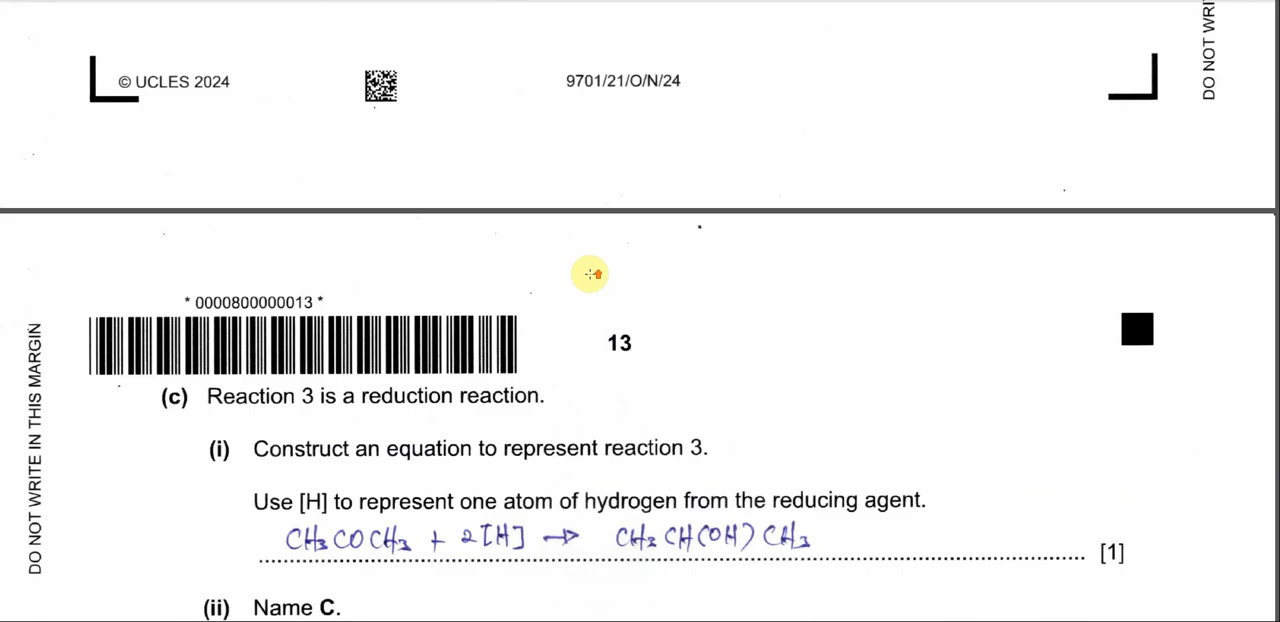 DO NOT WRI
© UCLES 2024
9701/21/O/N/24
* 0000800000013 *
13
DO NOT WRITE IN THIS MARGIN
(c) Reaction 3 is a reduction reaction.
(i) Construct an equation to represent reaction 3.
Use [H] to represent one atom of hydrogen from the reducing agent.
CH₃COCH₃ + 2[H] → CH₃CH(OH)CH₃
[1]
(ii) Name C.